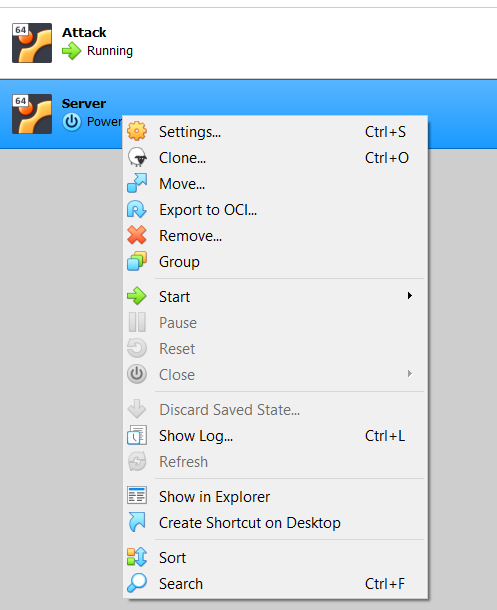 64
Attack
Running
64
Server
Power
Settings... Ctrl+S
Clone... Ctrl+O
Move...
Export to OCI...
Remove...
Group
Start
Pause
Reset
Close
Discard Saved State...
Show Log... Ctrl+L
Refresh
Show in Explorer
Create Shortcut on Desktop
Sort
Search Ctrl+F